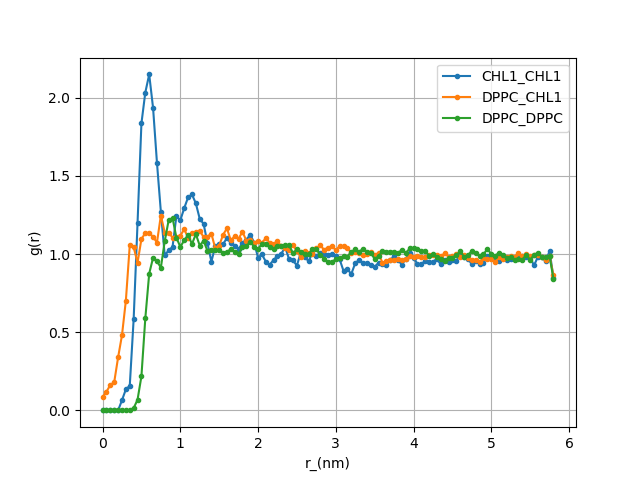 CHL1_CHL1
DPPC_CHL1
DPPC_DPPC
2.0
1.5
1.0
0.5
0.0
g(r)
0 1 2 3 4 5 6
r_(nm)